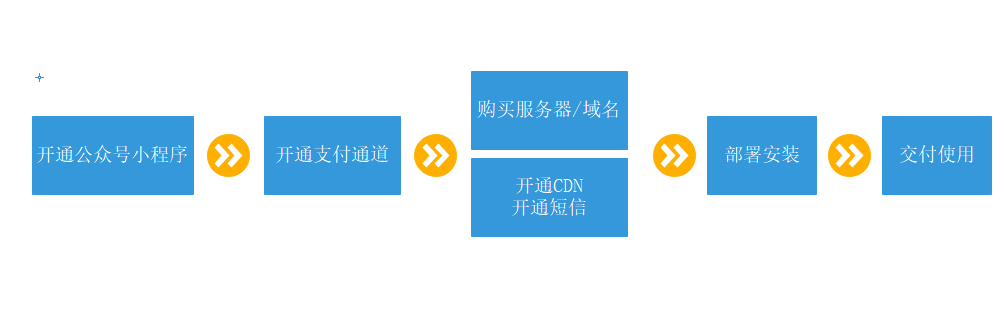 开通公众号小程序
开通支付通道
购买服务器/域名
开通CDN
开通短信
部署安装
交付使用